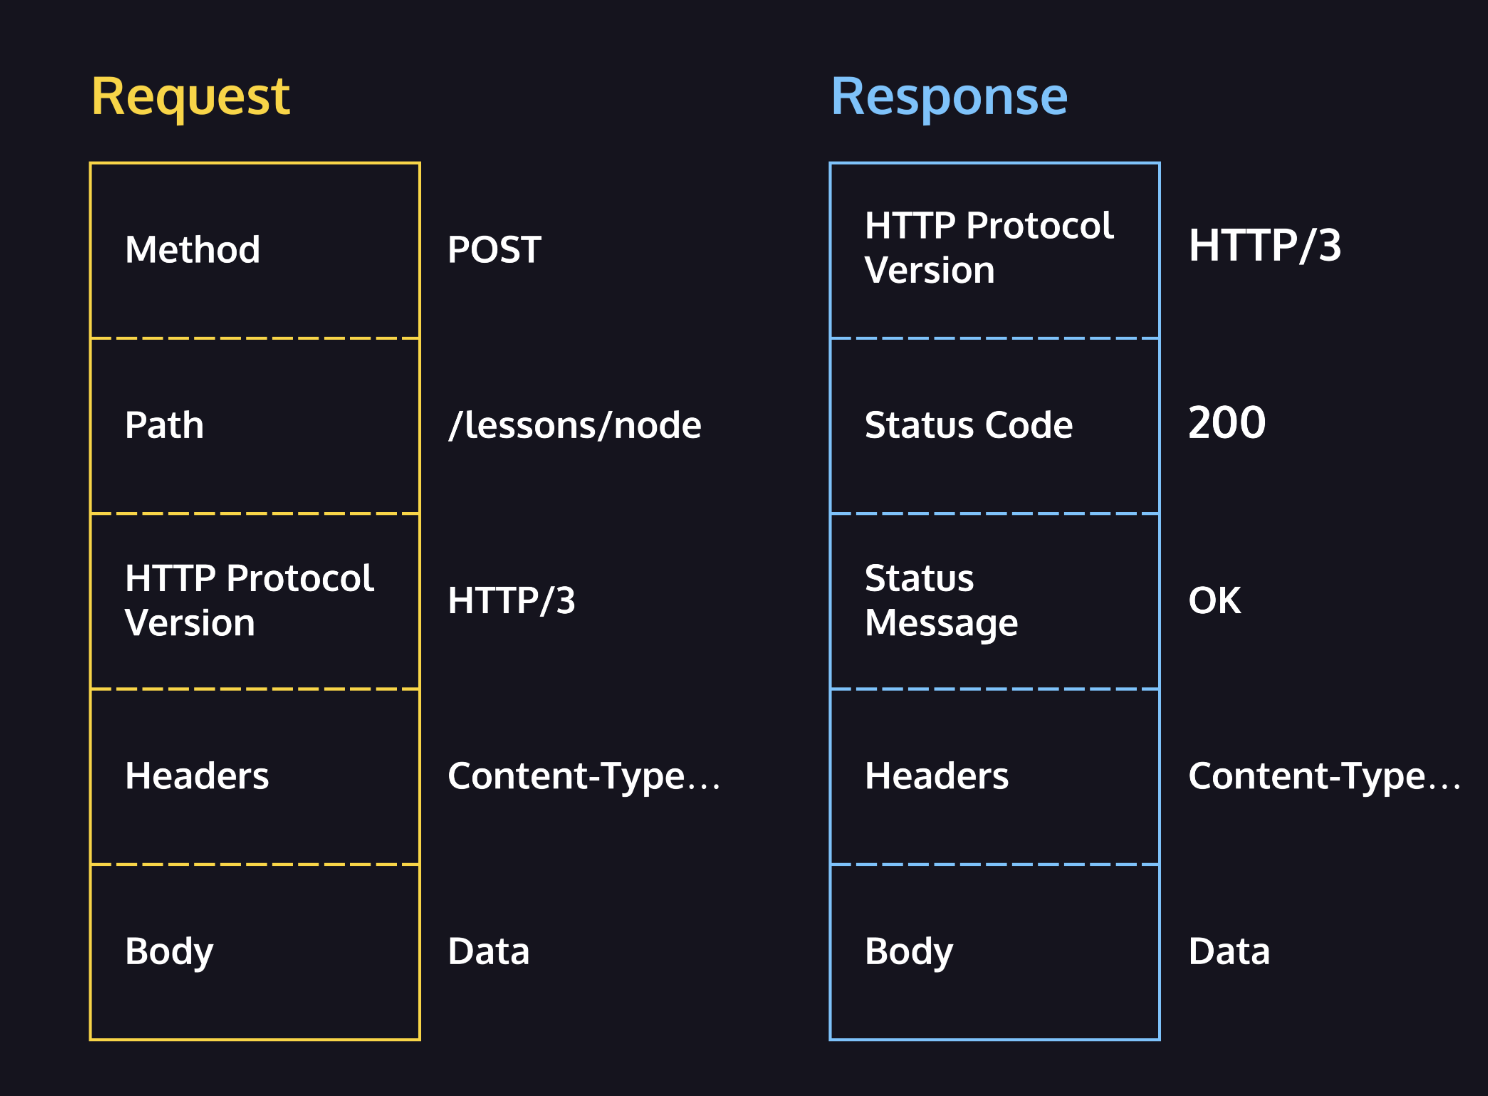 Request
Method
POST
Path
/lessons/node
HTTP Protocol
Version
HTTP/3
Headers
Content-Type...
Body
Data
Response
HTTP Protocol
Version
HTTP/3
Status Code
200
Status
Message
OK
Headers
Content-Type...
Body
Data